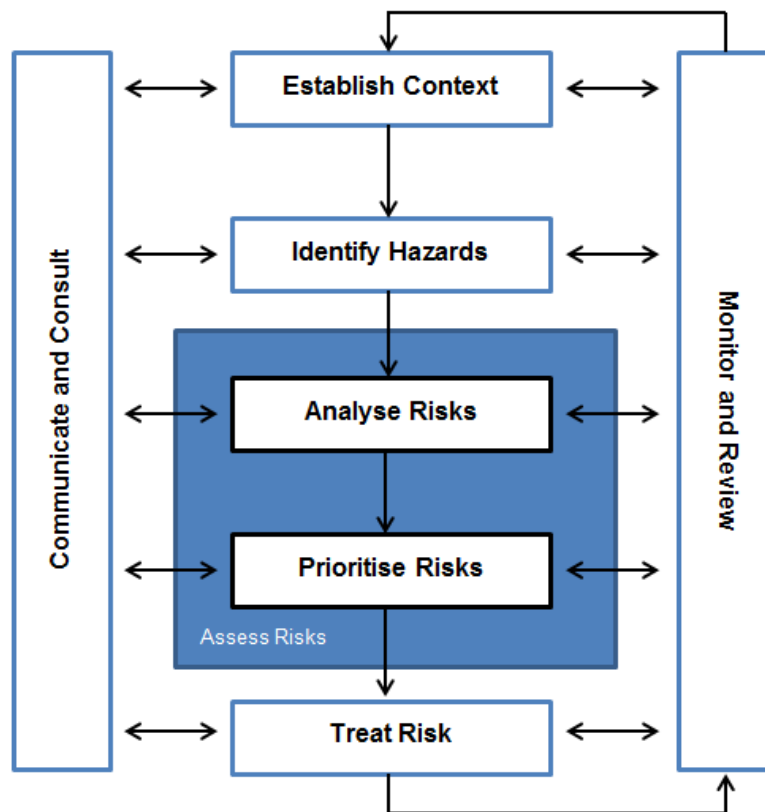 Establish Context
Identify Hazards
Analyse Risks
Prioritise Risks
Assess Risks
Treat Risk
Communicate and Consult
Monitor and Review